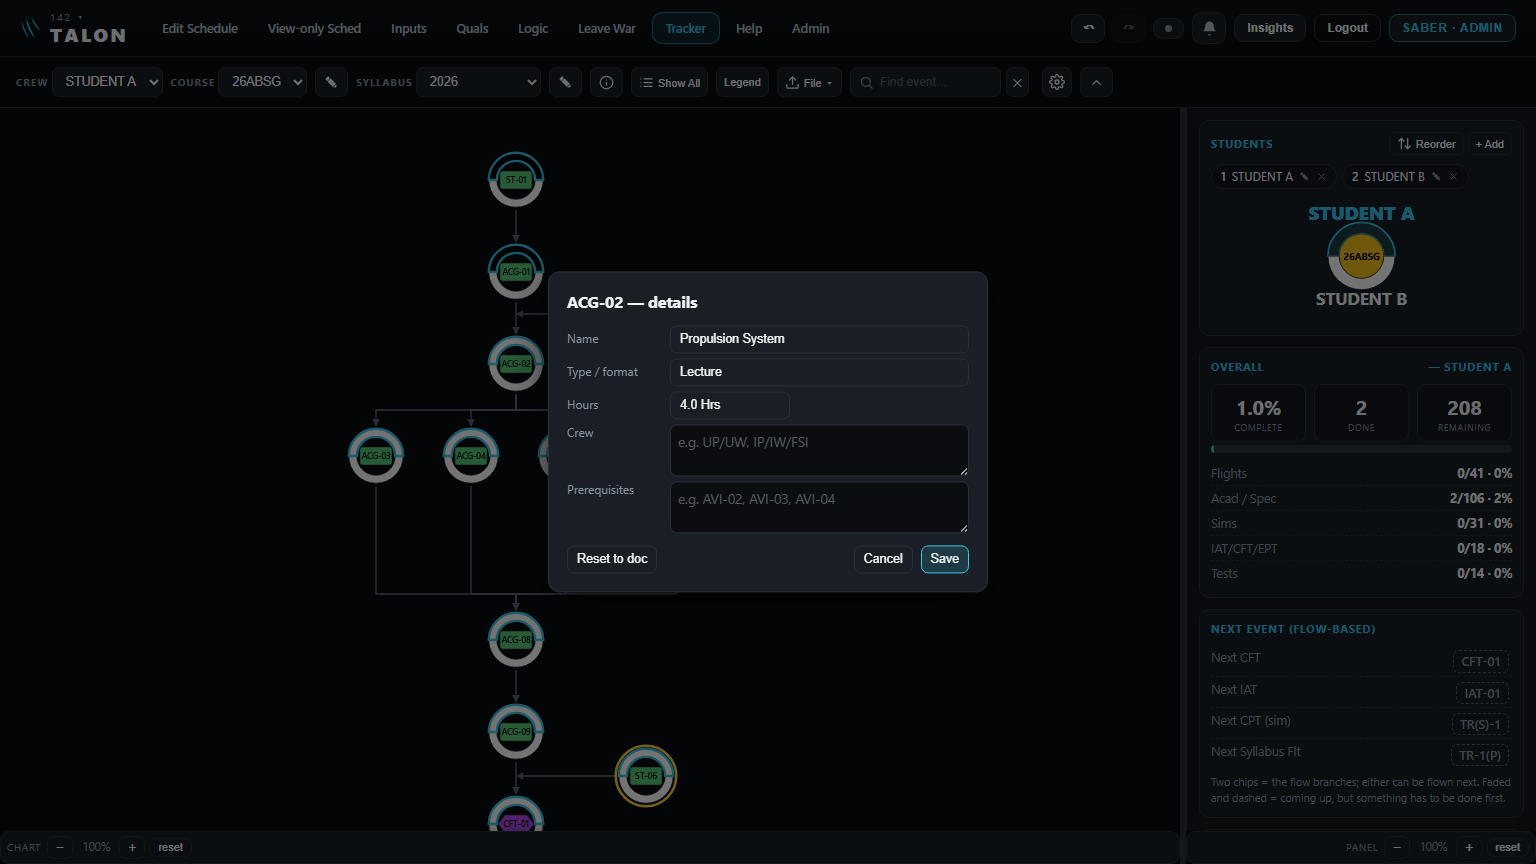 142
TALON
Edit Schedule
View-only Sched
Inputs
Quals
Logic
Leave War
Tracker
Help
Admin
Insights
Logout
SABER · ADMIN
CREW
STUDENT A
COURSE
26ABSG
SYLLABUS
2026
Show All
Legend
File
Find event...
ST-01
ACG-01
ACG-02
ACG-03
ACG-04
ACG-08
ACG-09
ST-06
CFT-01
ACG-02 — details
Name
Propulsion System
Type / format
Lecture
Hours
4.0 Hrs
Crew
e.g. UP/UW, IP/IW/FSI
Prerequisites
e.g. AVI-02, AVI-03, AVI-04
Reset to doc
Cancel
Save
STUDENTS
Reorder
+ Add
1 STUDENT A
2 STUDENT B
STUDENT A
26ABSG
STUDENT B
OVERALL
— STUDENT A
1.0%
COMPLETE
2
DONE
208
REMAINING
Flights
0/41 · 0%
Acad / Spec
2/106 · 2%
Sims
0/31 · 0%
IAT/CFT/EPT
0/18 · 0%
Tests
0/14 · 0%
NEXT EVENT (FLOW-BASED)
Next CFT
CFT-01
Next IAT
IAT-01
Next CPT (sim)
TR(S)-1
Next Syllabus Flt
TR-1(P)
Two chips = the flow branches; either can be flown next. Faded
and dashed = coming up, but something has to be done first.
CHART
−
100%
+
reset
PANEL
−
100%
+
reset